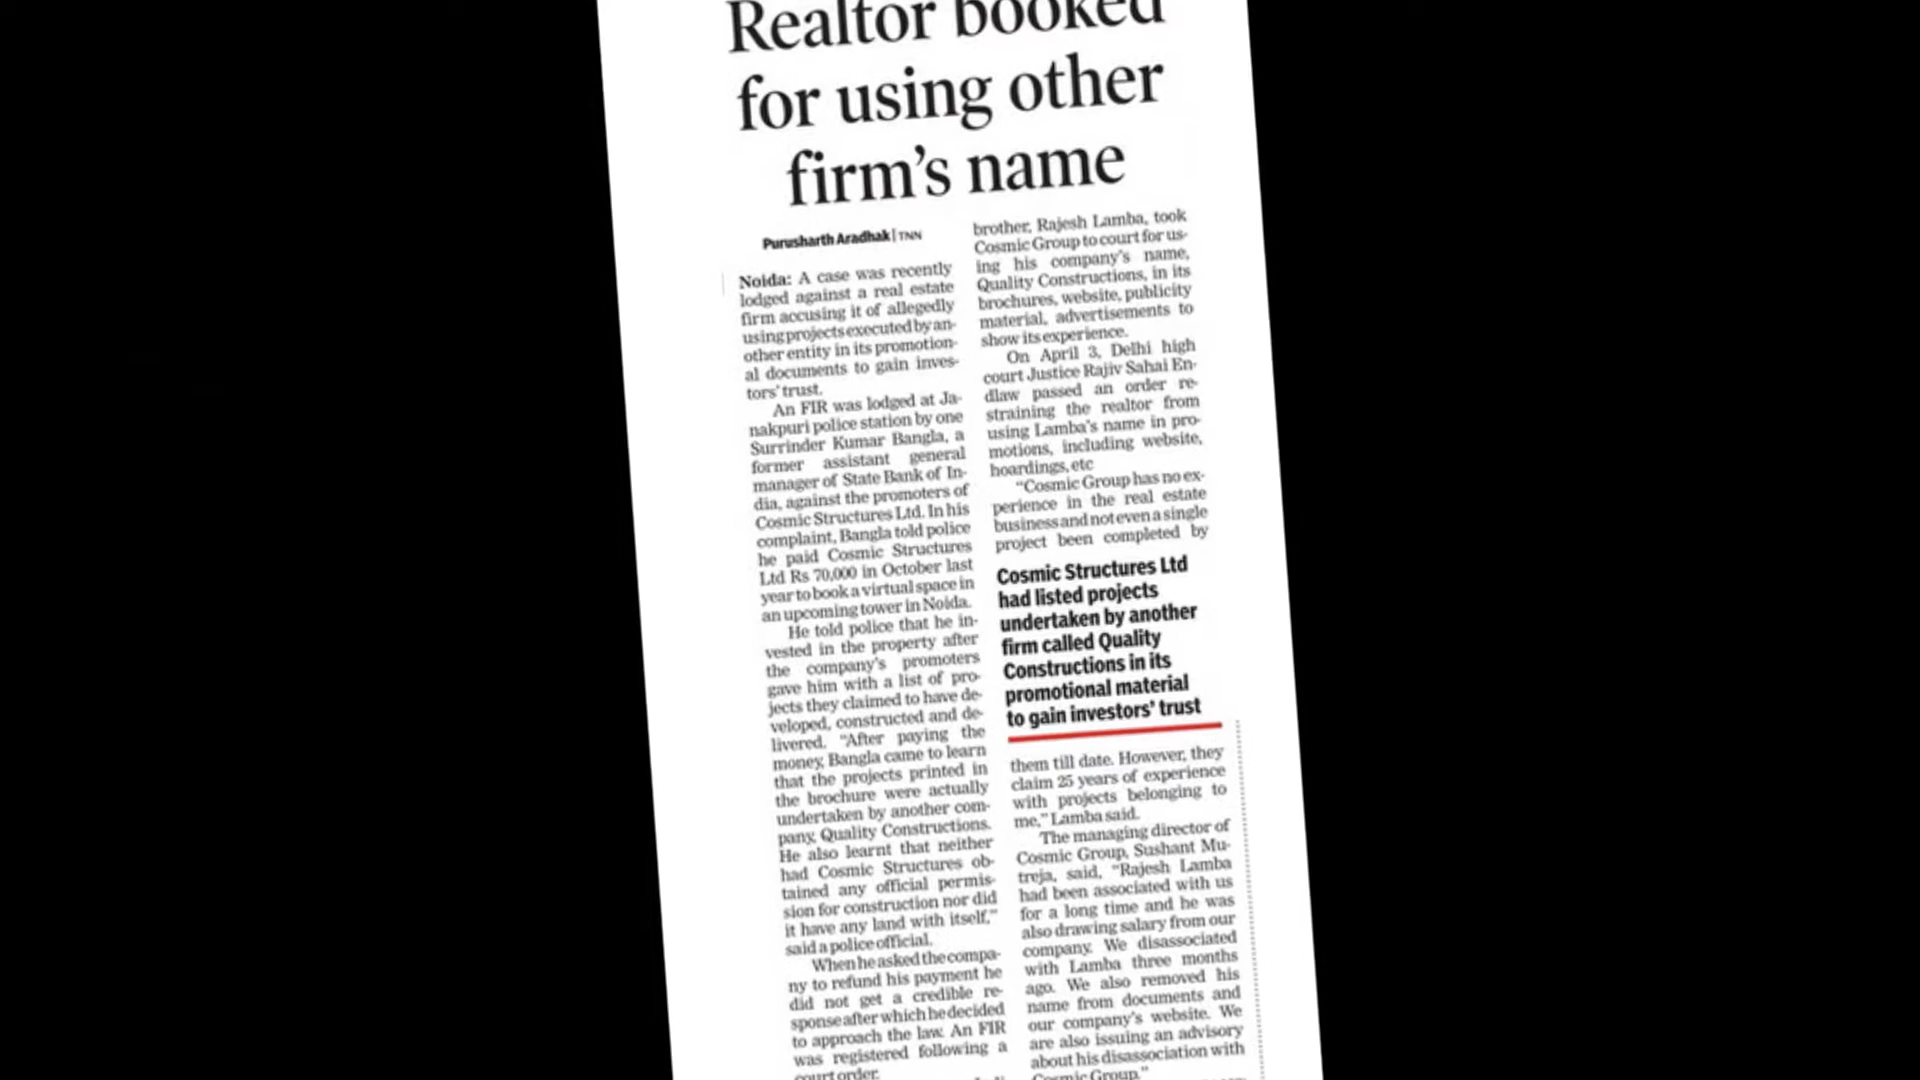 Realtor booked
for using other
firm's name
Purusharth Aradhak | TNN
Noida: A case was recently
lodged against a real estate
firm accusing it of allegedly
using projects executed by an-
other entity in its promotion-
al documents to gain inves-
tors' trust.
An FIR was lodged at Ja-
nakpuri police station by one
Surrinder Kumar Bangla, a
former assistant general
manager of State Bank of In-
dia, against the promoters of
Cosmic Structures Ltd. In his
complaint, Bangla told police
he paid Cosmic Structures
Ltd Rs 70,000 in October last
year to book a virtual space in
an upcoming tower in Noida.
He told police that he in-
vested in the property after
the company's promoters
gave him with a list of pro-
jects they claimed to have de-
veloped, constructed and de-
livered. "After paying the
money, Bangla came to learn
that the projects printed in
the brochure were actually
undertaken by another com-
pany, Quality Constructions.
He also learnt that neither
had Cosmic Structures ob-
tained any official permis-
sion for construction nor did
it have any land with itself,"
said a police official.
When he asked the compa-
ny to refund his payment he
did not get a credible re-
sponse after which he decided
to approach the law. An FIR
was registered following a
court order.
brother, Rajesh Lamba, took
Cosmic Group to court for us-
ing his company's name,
Quality Constructions, in its
brochures, website, publicity
material, advertisements to
show its experience.
On April 3, Delhi high
court Justice Rajiv Sahai En-
dlaw passed an order re-
straining the realtor from
using Lamba's name in pro-
motions, including website,
hoardings, etc
"Cosmic Group has no ex-
perience in the real estate
business and not even a single
project been completed by
Cosmic Structures Ltd
had listed projects
undertaken by another
firm called Quality
Constructions in its
promotional material
to gain investors' trust
them till date. However, they
claim 25 years of experience
with projects belonging to
me," Lamba said.
The managing director of
Cosmic Group, Sushant Mu-
treja, said, "Rajesh Lamba
had been associated with us
for a long time and he was
also drawing salary from our
company. We disassociated
with Lamba three months
ago. We also removed his
name from documents and
our company's website. We
are also issuing an advisory
about his disassociation with
Cosmic Group."